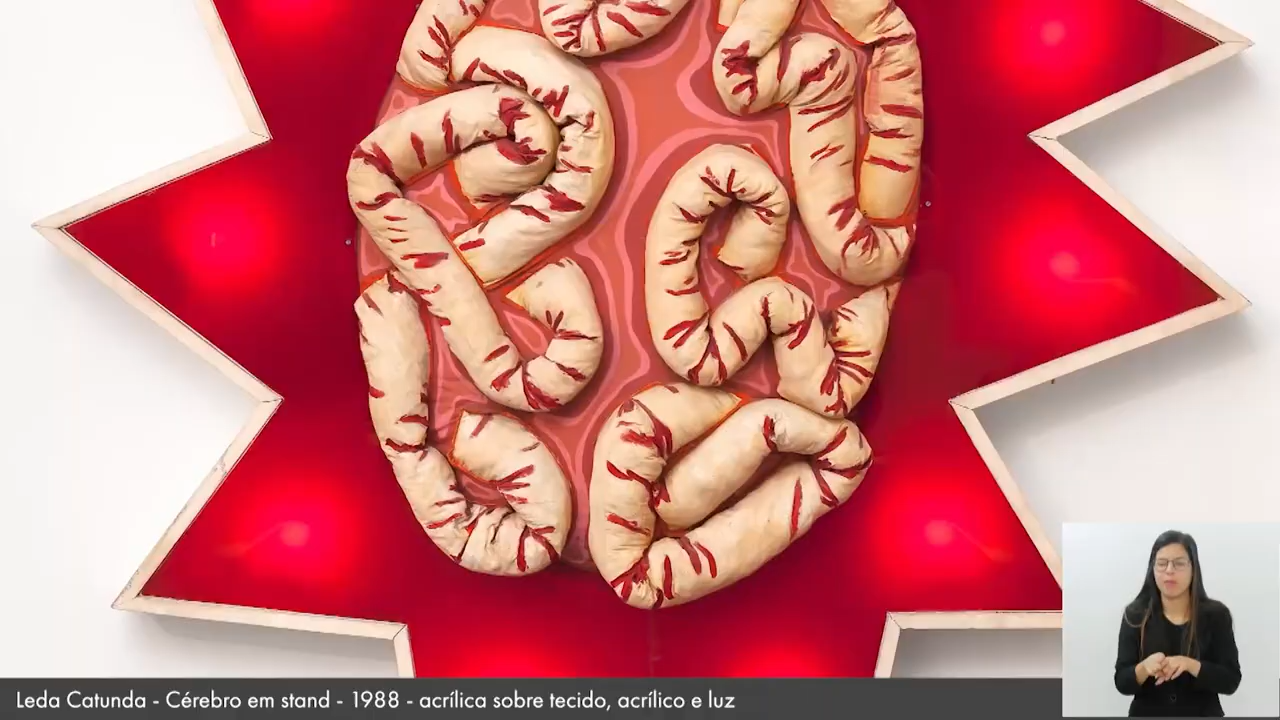 Leda Catunda - Cérebro em stand - 1988 - acrílica sobre tecido, acrílico e luz